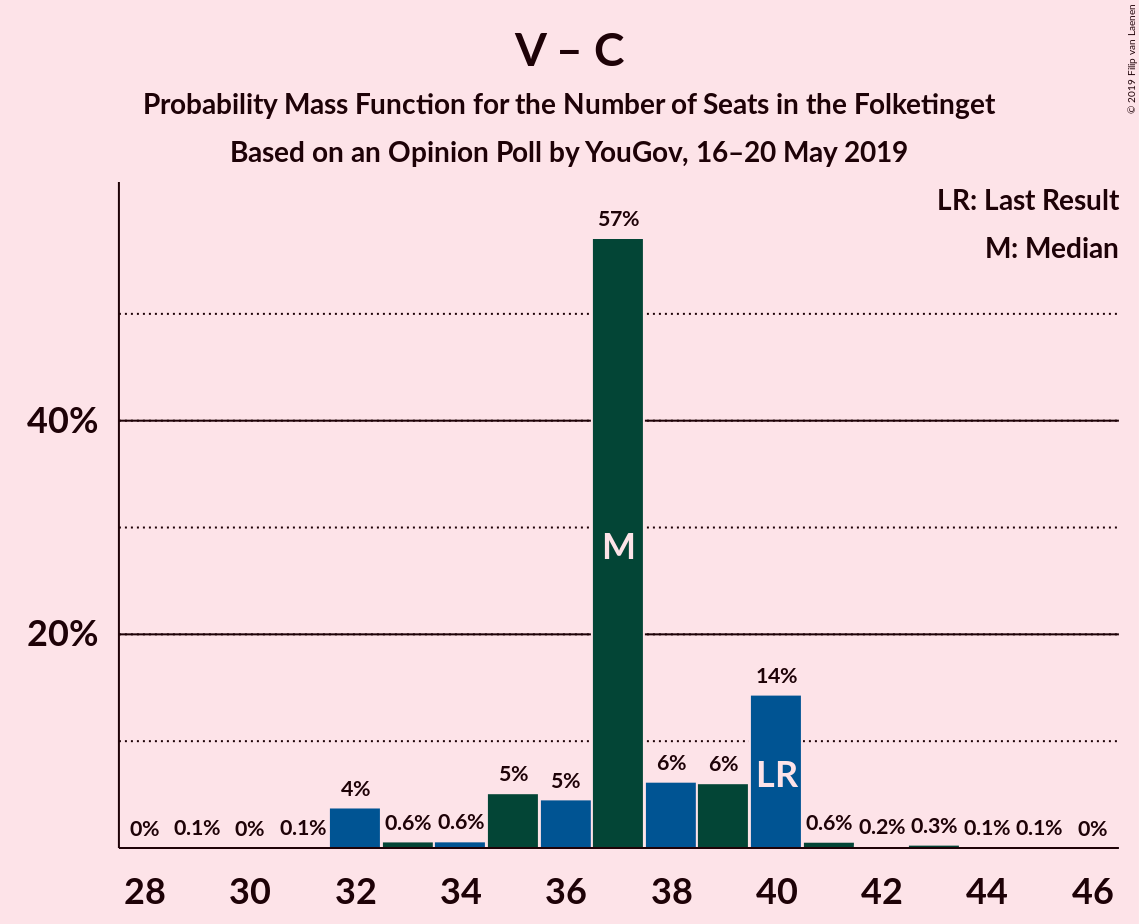 V – C
Probability Mass Function for the Number of Seats in the Folketinget
Based on an Opinion Poll by YouGov, 16–20 May 2019
© 2019 Filip van Laenen
LR: Last Result
M: Median
57%
40%
M
20%
14%
LR
0% 0.1% 0% 0.1% 4% 0.6% 0.6% 5% 5% 6% 6% 0.6% 0.2% 0.3% 0.1% 0.1% 0%
28 30 32 34 36 38 40 42 44 46